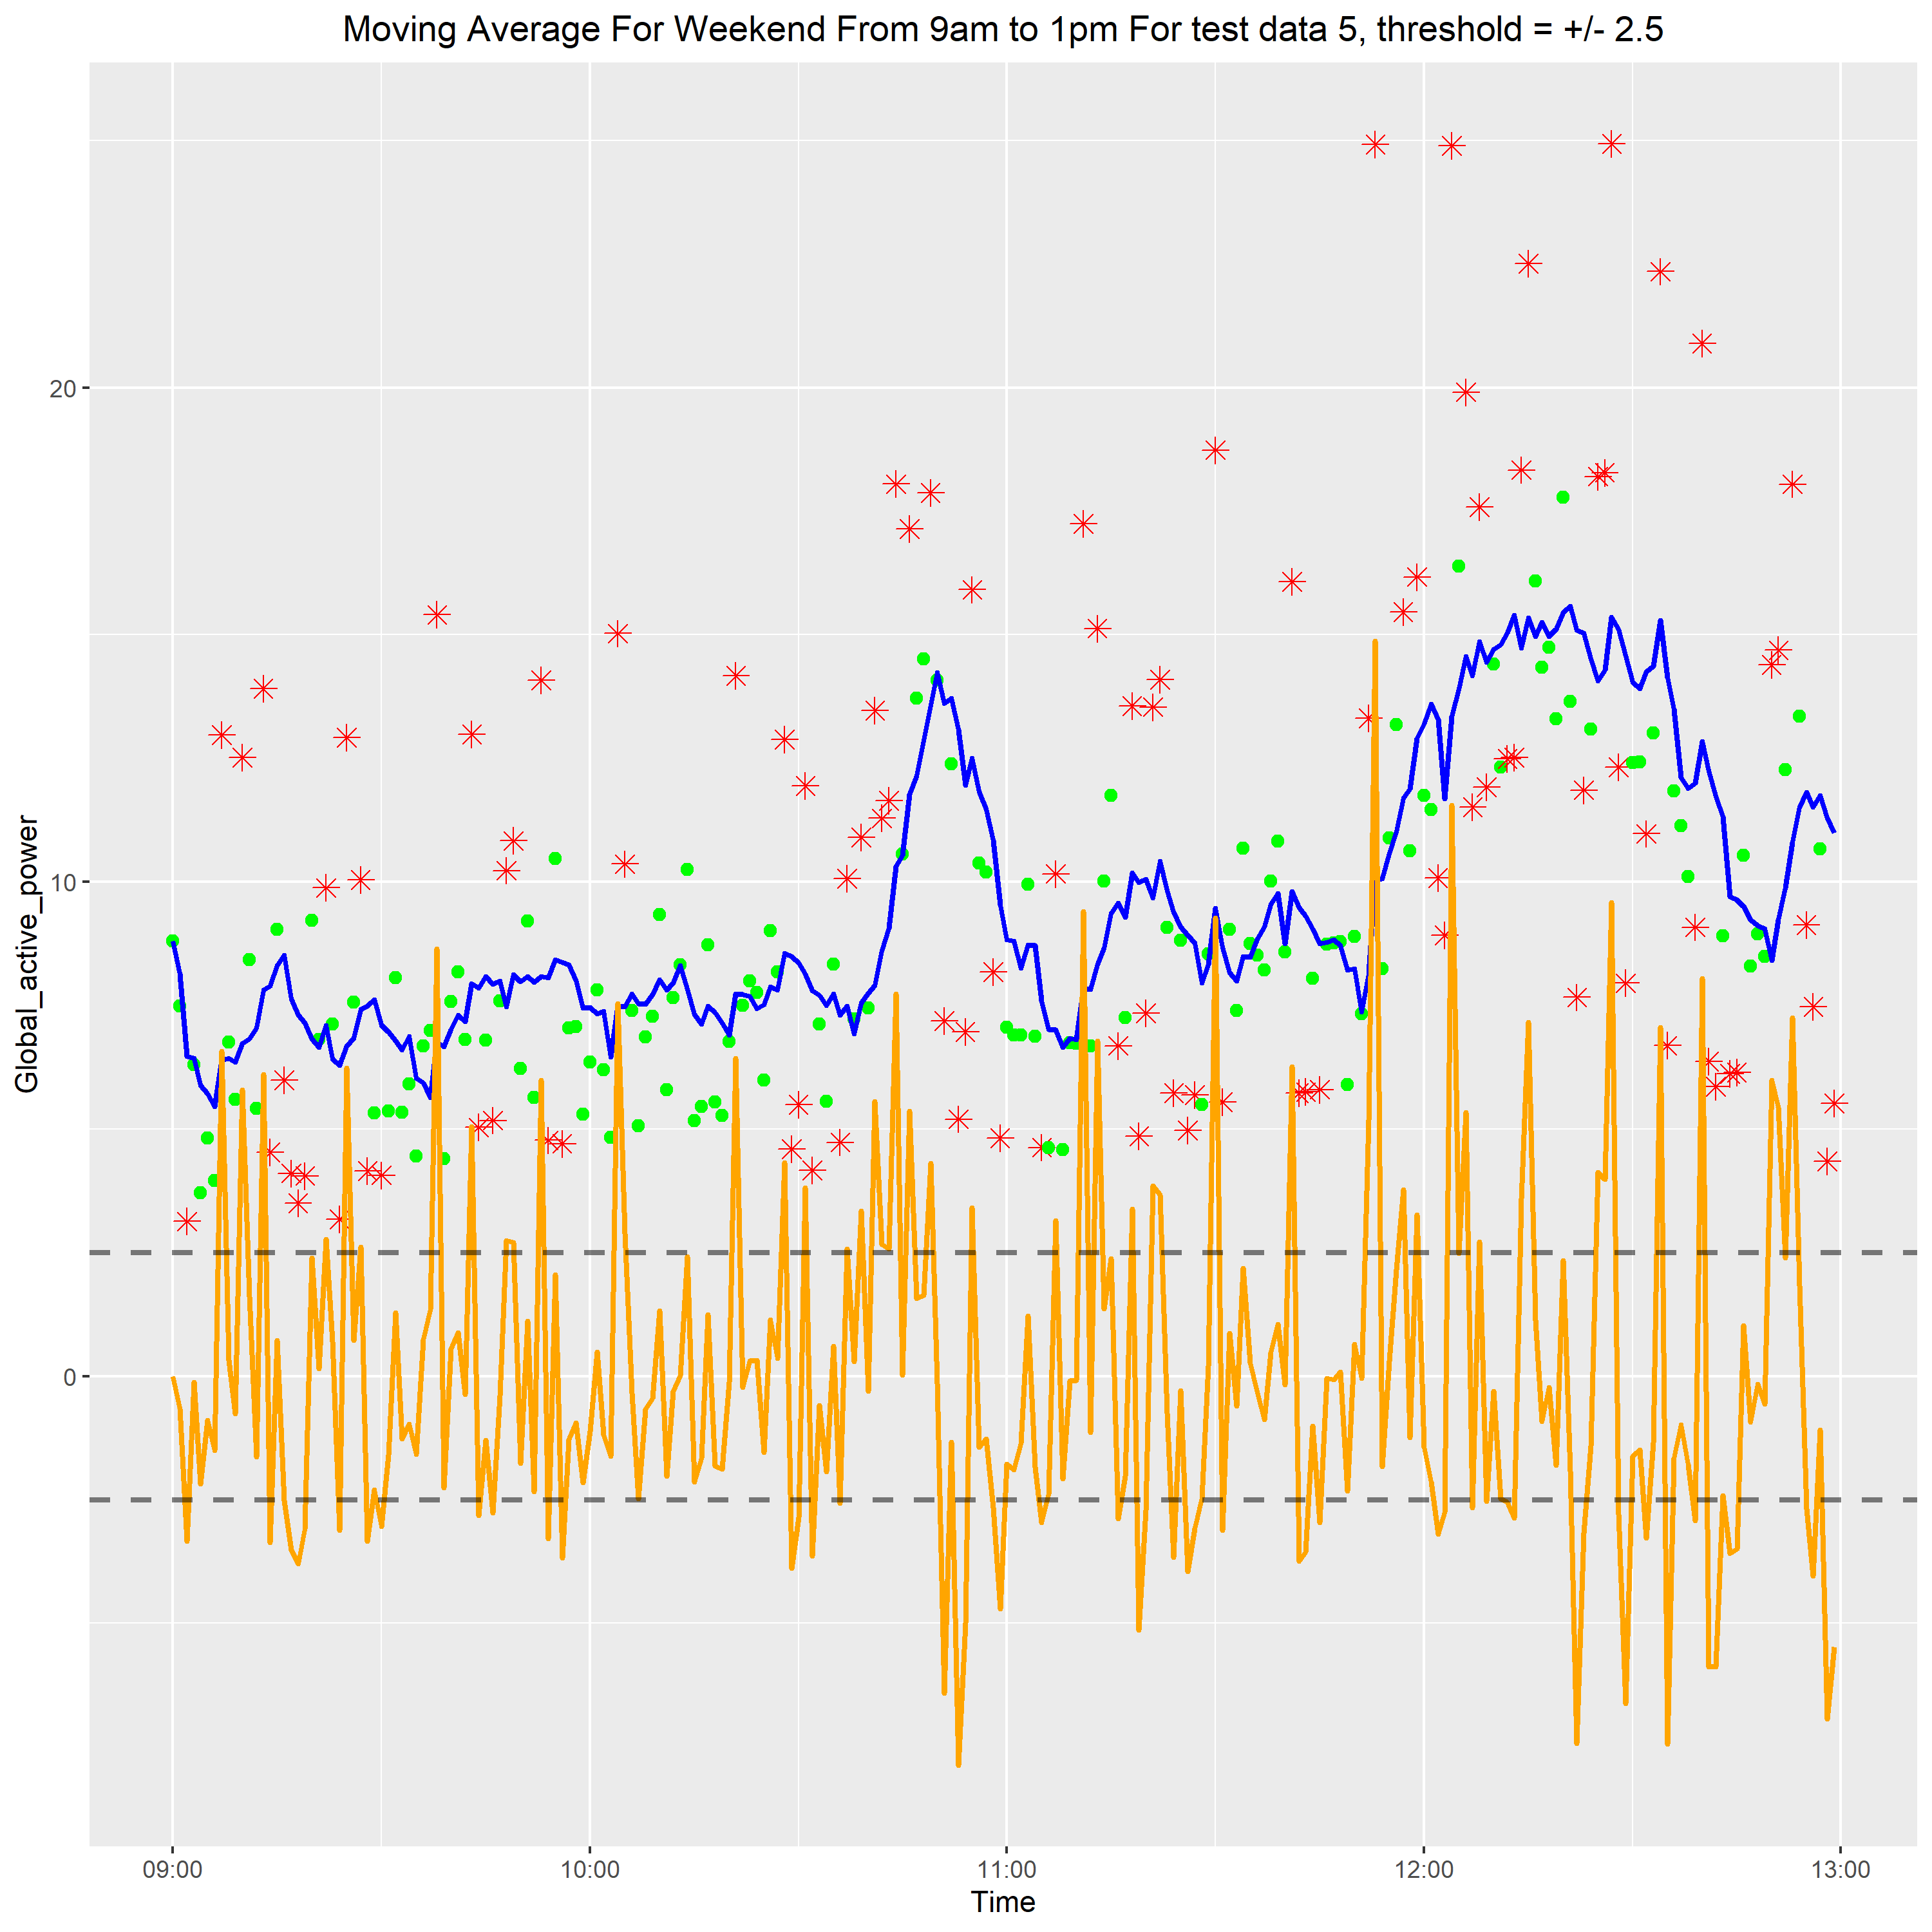 Moving Average For Weekend From 9am to 1pm For test data 5, threshold = +/- 2.5
Global_active_power
20
10
0
09:00
10:00
11:00
12:00
13:00
Time